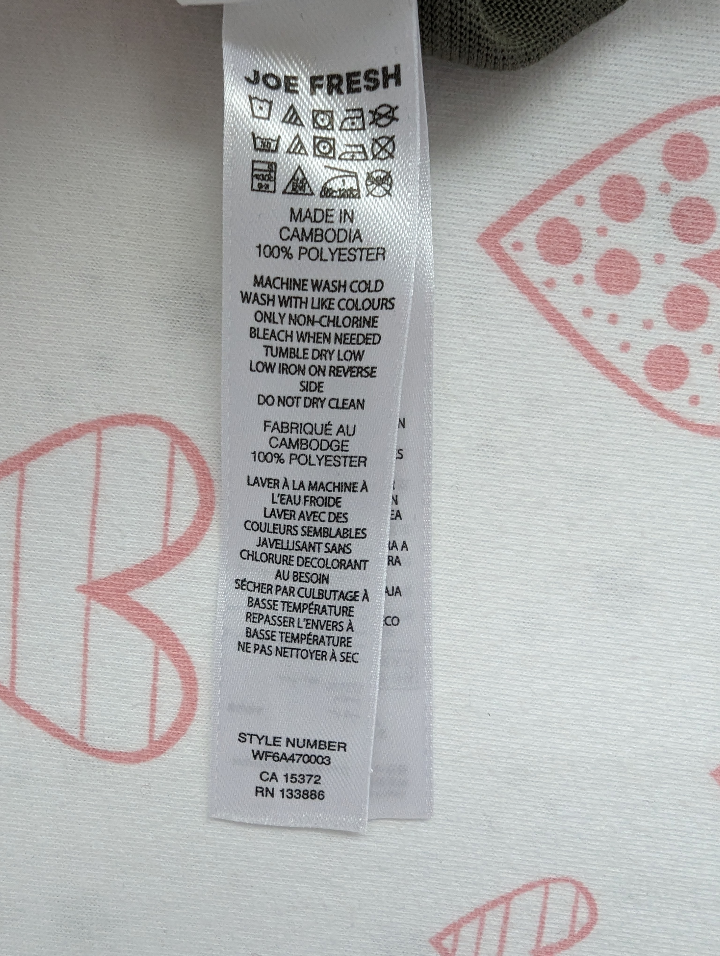 JOE FRESH
MADE IN
CAMBODIA
100% POLYESTER
MACHINE WASH COLD
WASH WITH LIKE COLOURS
ONLY NON-CHLORINE
BLEACH WHEN NEEDED
TUMBLE DRY LOW
LOW IRON ON REVERSE
SIDE
DO NOT DRY CLEAN
FABRIQUÉ AU
CAMBODGE
100% POLYESTER
LAVER À LA MACHINE À
L'EAU FROIDE
LAVER AVEC DES
COULEURS SEMBLABLES
JAVELLISANT SANS
CHLORURE DECOLORANT
AU BESOIN
SÉCHER PAR CULBUTAGE À
BASSE TEMPÉRATURE
REPASSER L'ENVERS À
BASSE TEMPÉRATURE
NE PAS NETTOYER À SEC
STYLE NUMBER
WF6A470003
CA 15372
RN 133886